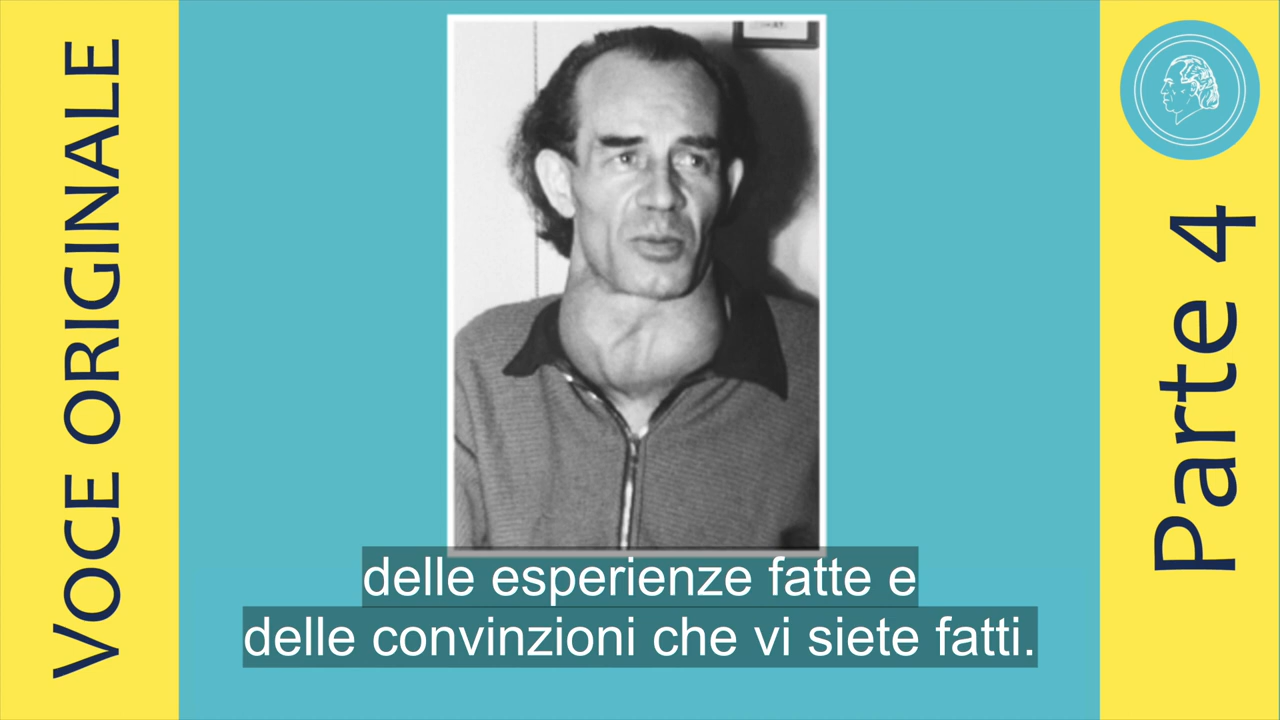 VOCE ORIGINALE
delle esperienze fatte e
delle convinzioni che vi siete fatti.
Parte 4